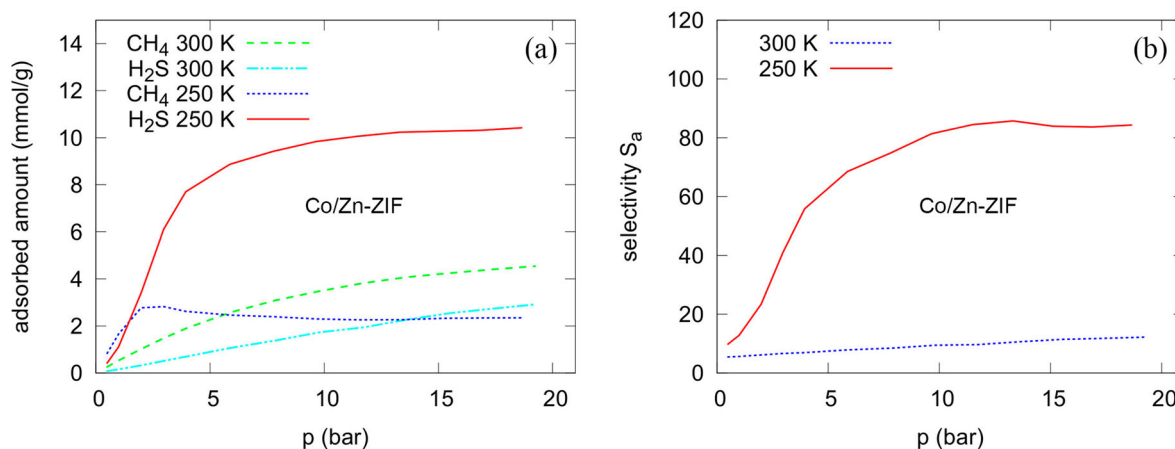 adsorbed amount (mmol/g)
14
12
10
8
6
4
2
0
CH₄ 300 K
H₂S 300 K
CH₄ 250 K
H₂S 250 K
(a)
Co/Zn-ZIF
0 5 10 15 20
p (bar)
selectivity Sₐ
120
100
80
60
40
20
0
300 K
250 K
(b)
Co/Zn-ZIF
0 5 10 15 20
p (bar)